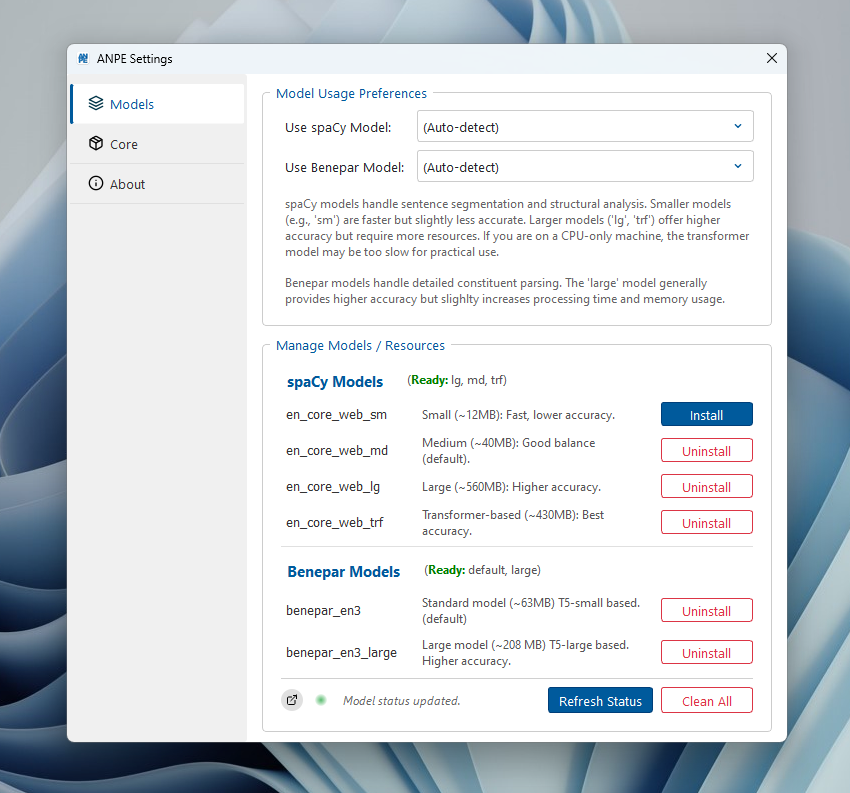 ANPE Settings
Models
Core
About
Model Usage Preferences
Use spaCy Model:
(Auto-detect)
Use Benepar Model:
(Auto-detect)
spaCy models handle sentence segmentation and structural analysis. Smaller models
(e.g., 'sm') are faster but slightly less accurate. Larger models ('lg', 'trf') offer higher
accuracy but require more resources. If you are on a CPU-only machine, the transformer
model may be too slow for practical use.
Benepar models handle detailed constituent parsing. The 'large' model generally
provides higher accuracy but slighlty increases processing time and memory usage.
Manage Models / Resources
spaCy Models (Ready: lg, md, trf)
en_core_web_sm
Small (~12MB): Fast, lower accuracy.
Install
en_core_web_md
Medium (~40MB): Good balance
(default).
Uninstall
en_core_web_lg
Large (~560MB): Higher accuracy.
Uninstall
en_core_web_trf
Transformer-based (~430MB): Best
accuracy.
Uninstall
Benepar Models (Ready: default, large)
benepar_en3
Standard model (~63MB) T5-small based.
(default)
Uninstall
benepar_en3_large
Large model (~208 MB) T5-large based.
Higher accuracy.
Uninstall
Model status updated.
Refresh Status
Clean All